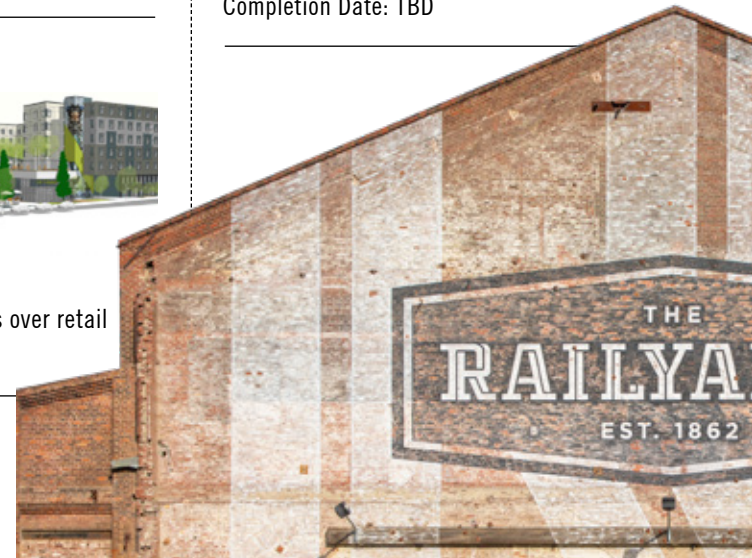 Completion Date: TBD
s over retail
THE
RAILYA
EST. 1862